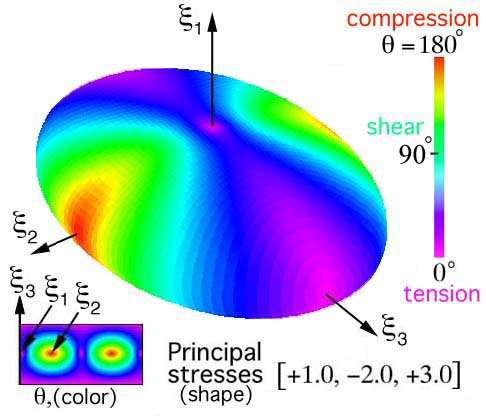 ξ1
compression
θ = 180°
shear
90°
0°
tension
ξ2
ξ3
ξ3 ξ1 ξ2
θ,(color)
Principal
stresses [+1.0, −2.0, +3.0]
(shape)